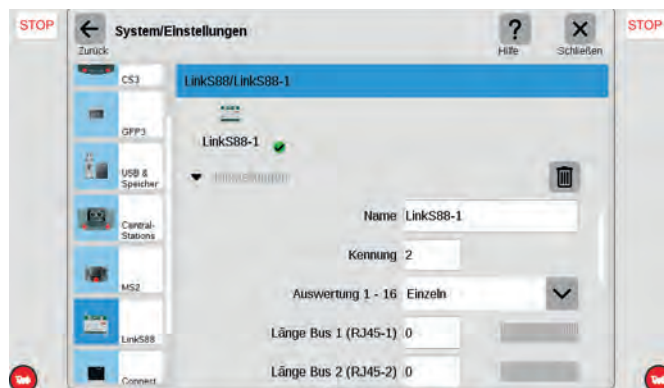 STOP
System/Einstellungen
STOP
Zurück
Hilfe
Schließen
CS3
LinkS88/LinkS88-1
GFP3
LinkS88-1
USB &
Speicher
Name LinkS88-1
Central-
Stations
Kennung 2
MS2
Auswertung 1 - 16 Einzeln
LinkS88
Länge Bus 1 (RJ45-1) 0
Connect
Länge Bus 2 (RJ45-2) 0